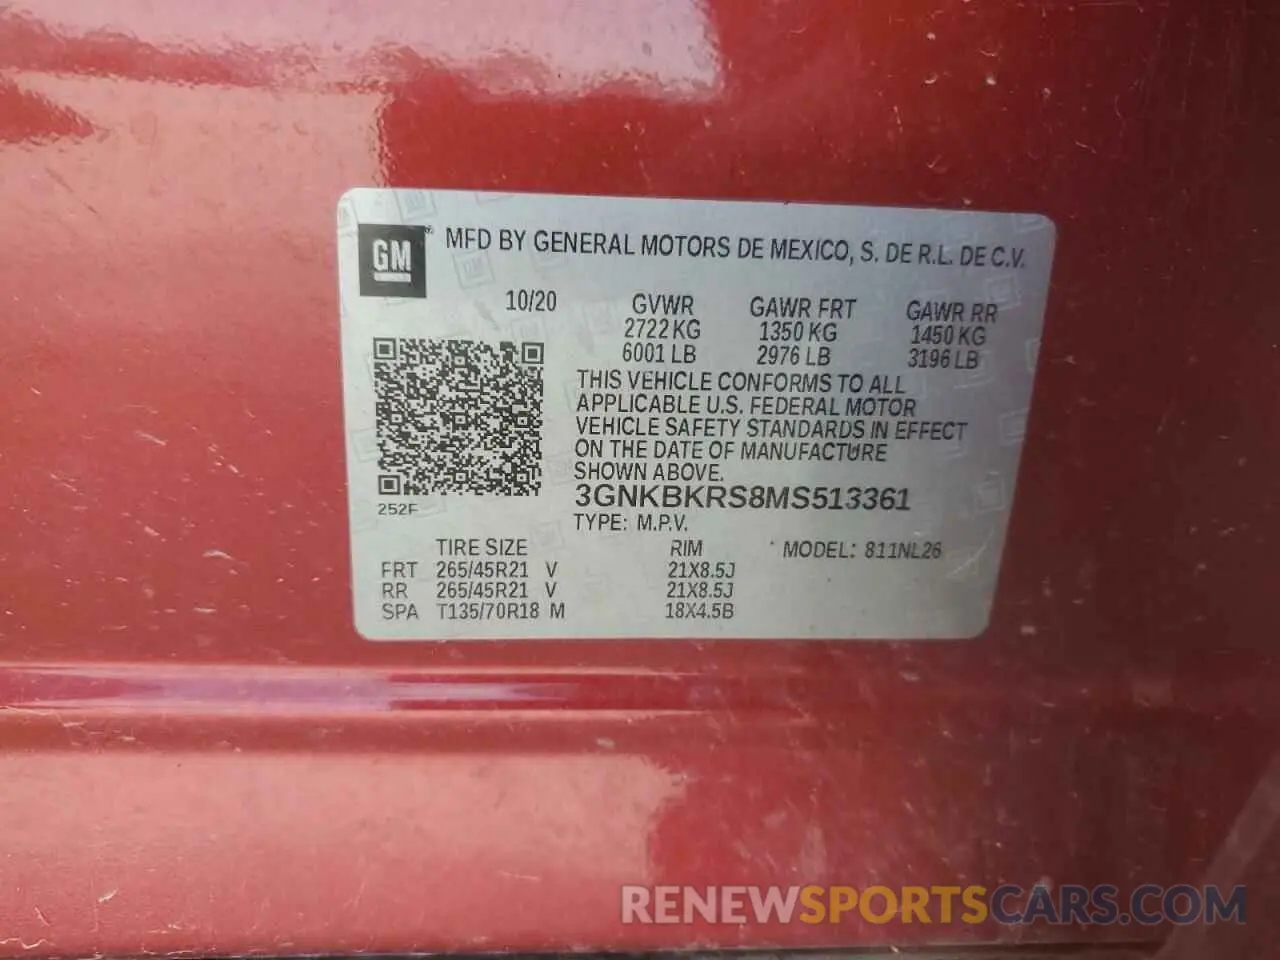 GM
MFD BY GENERAL MOTORS DE MEXICO, S. DE R.L. DE C.V.
10/20 GVWR GAWR FRT GAWR RR
2722 KG 1350 KG 1450 KG
6001 LB 2976 LB 3196 LB
THIS VEHICLE CONFORMS TO ALL
APPLICABLE U.S. FEDERAL MOTOR
VEHICLE SAFETY STANDARDS IN EFFECT
ON THE DATE OF MANUFACTURE
SHOWN ABOVE.
3GNKBKRS8MS513361
252F
TYPE: M.P.V.
TIRE SIZE RIM MODEL: 811NL26
FRT 265/45R21 V 21X8.5J
RR 265/45R21 V 21X8.5J
SPA T135/70R18 M 18X4.5B
RENEWSPORTSCARS.COM